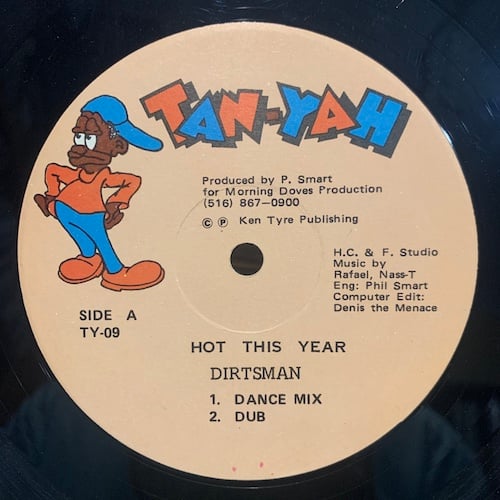 TAN-YAH
Produced by P. Smart
for Morning Doves Production
(516) 867-0900
© ℗ Ken Tyre Publishing
H.C. & F. Studio
Music by
Rafael, Nass-T
Eng: Phil Smart
Computer Edit:
Denis the Menace
SIDE A
TY-09
HOT THIS YEAR
DIRTSMAN
1. DANCE MIX
2. DUB